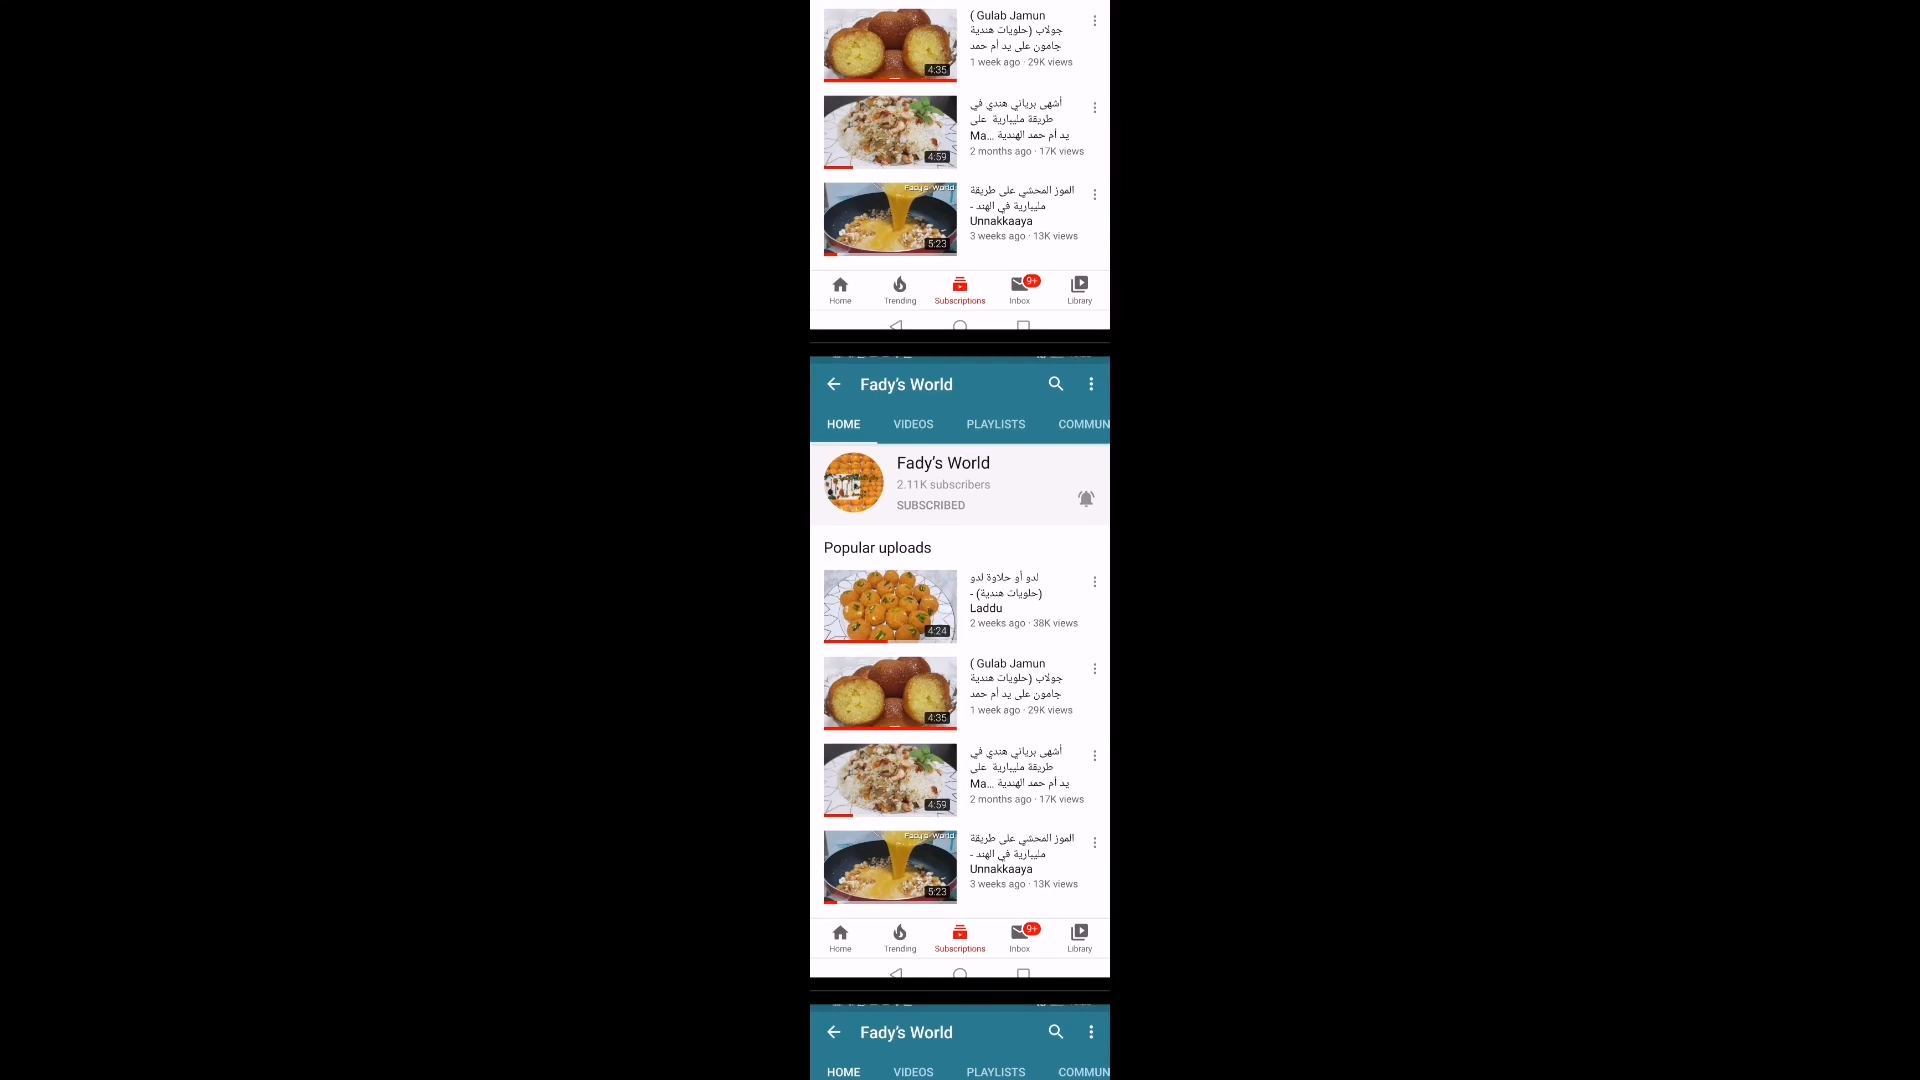 ( Gulab Jamun
جولاب (حلويات هندية
جامون على يد أم حمد
1 week ago · 29K views
4:35
أشهى برياني هندي في
طريقة مليبارية على
يد أم حمد الهندية ...Ma
2 months ago · 17K views
4:59
Fady's World
الموز المحشي على طريقة
مليبارية في الهند -
Unnakkaaya
3 weeks ago · 13K views
5:23
9+
Home Trending Subscriptions Inbox Library
Fady's World
HOME VIDEOS PLAYLISTS COMMUN
Fady's World
2.11K subscribers
SUBSCRIBED
Popular uploads
لدو أو حلاوة لدو
(حلويات هندية) -
Laddu
2 weeks ago · 38K views
4:24
( Gulab Jamun
جولاب (حلويات هندية
جامون على يد أم حمد
1 week ago · 29K views
4:35
أشهى برياني هندي في
طريقة مليبارية على
يد أم حمد الهندية ...Ma
2 months ago · 17K views
4:59
Fady's World
الموز المحشي على طريقة
مليبارية في الهند -
Unnakkaaya
3 weeks ago · 13K views
5:23
9+
Home Trending Subscriptions Inbox Library
Fady's World
HOME VIDEOS PLAYLISTS COMMUN